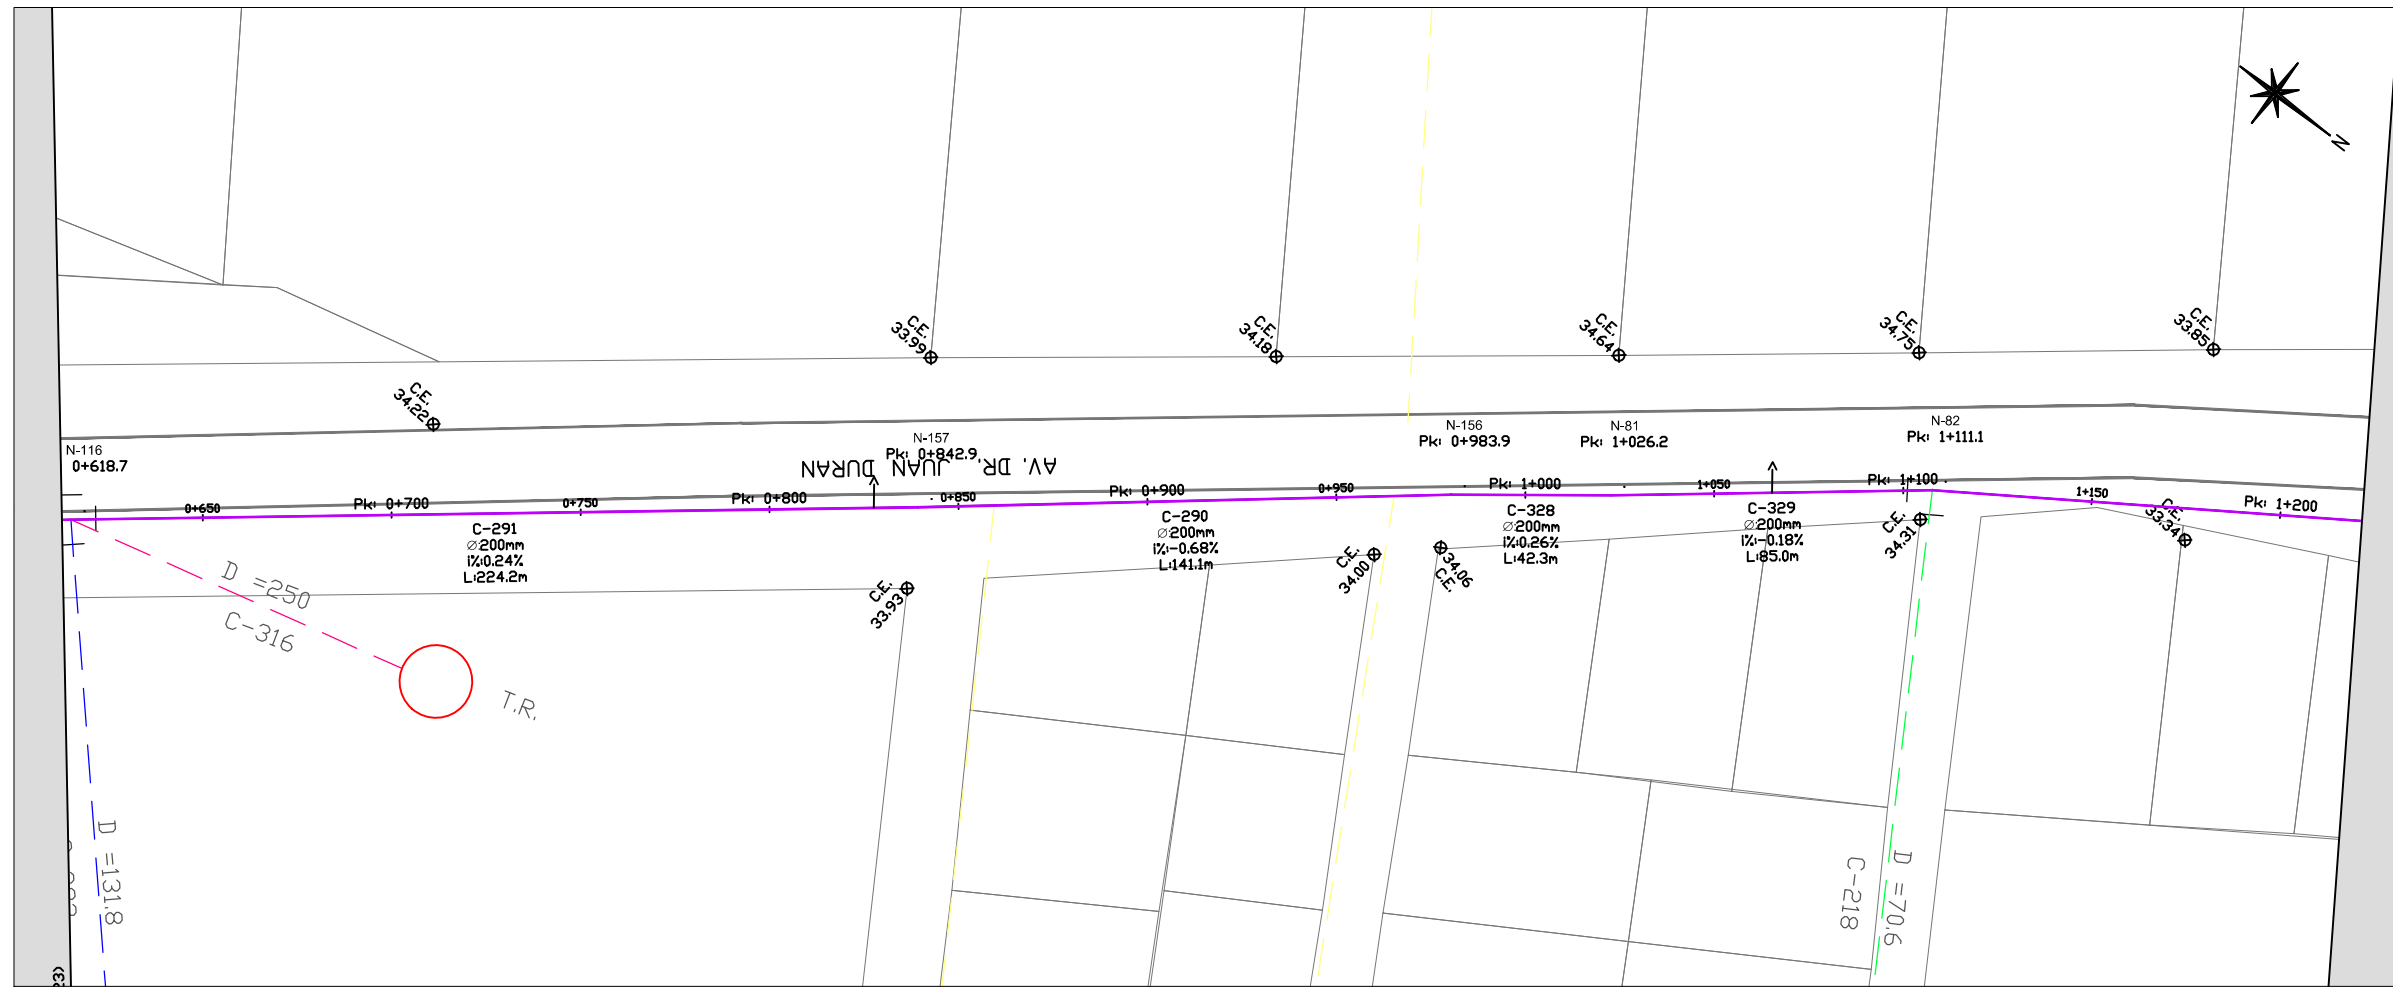 N
C.E.
33.99
C.E.
34.18
C.E.
34.64
C.E.
34.75
C.E.
33.85
C.E.
34.22
N-116
0+618.7
N-157
Pk: 0+842.9
N-156
Pk: 0+983.9
N-81
Pk: 1+026.2
N-82
Pk: 1+111.1
AV. DR. JUAN DURAN
0+650
Pk: 0+700
0+750
Pk: 0+800
0+850
Pk: 0+900
0+950
Pk: 1+000
1+050
Pk: 1+100
1+150
Pk: 1+200
C-291
∅:200mm
i%:0.24%
L:224.2m
C-290
∅:200mm
i%:-0.68%
L:141.1m
C-328
∅:200mm
i%:0.26%
L:42.3m
C-329
∅:200mm
i%:-0.18%
L:85.0m
C.E.
33.93
C.E.
34.00
34.06
C.E.
C.E.
34.31
C.E.
33.34
D =250
C-316
T.R.
D =131.8
C-218
D =70.6
23)